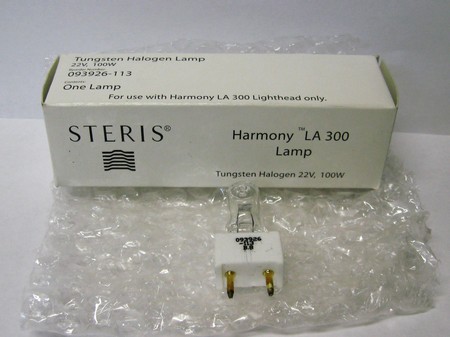 Tungsten Halogen Lamp
22V, 100W
093926-113
One Lamp
For use with Harmony LA 300 Lighthead only.
STERIS®
Harmony™ LA 300
Lamp
Tungsten Halogen 22V, 100W
093926
-113